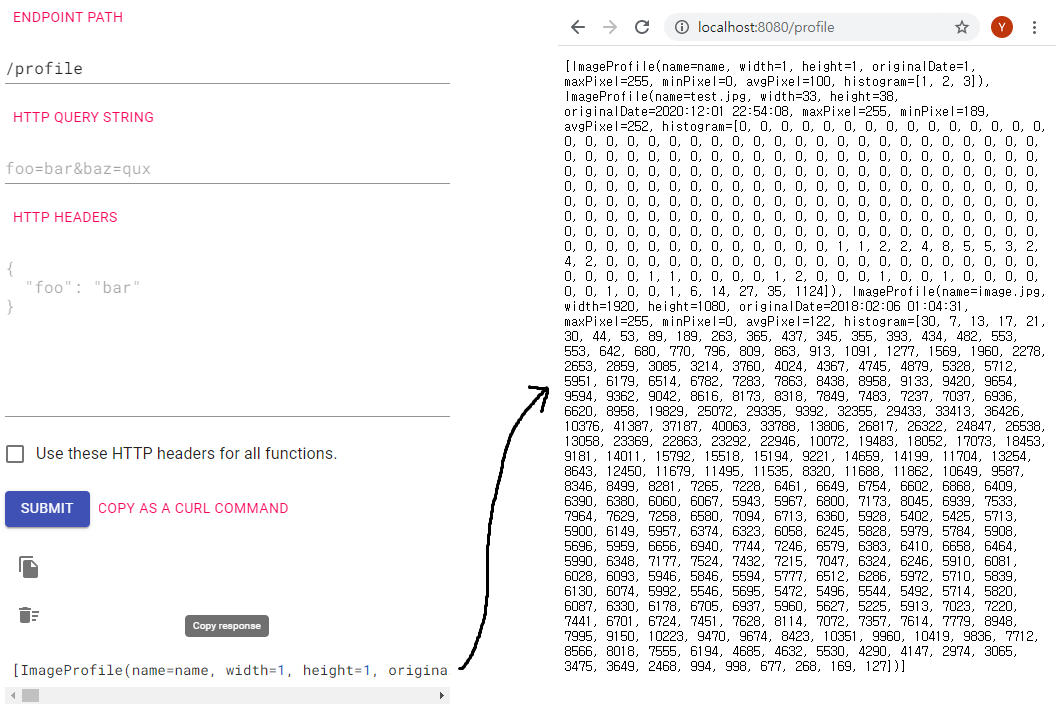 ENDPOINT PATH
/profile
HTTP QUERY STRING
foo=bar&baz=qux
HTTP HEADERS
{
"foo": "bar"
}
Use these HTTP headers for all functions.
SUBMIT COPY AS A CURL COMMAND
Copy response
[ImageProfile(name=name, width=1, height=1, origina
localhost:8080/profile
Y
[ImageProfile(name=name, width=1, height=1, originalDate=1,
maxPixel=255, minPixel=0, avgPixel=100, histogram=[1, 2, 3]),
ImageProfile(name=test.jpg, width=33, height=38,
originalDate=2020:12:01 22:54:08, maxPixel=255, minPixel=189,
avgPixel=252, histogram=[0, 0, 0, 0, 0, 0, 0, 0, 0, 0, 0, 0, 0, 0, 0,
0, 0, 0, 0, 0, 0, 0, 0, 0, 0, 0, 0, 0, 0, 0, 0, 0, 0, 0, 0, 0, 0, 0,
0, 0, 0, 0, 0, 0, 0, 0, 0, 0, 0, 0, 0, 0, 0, 0, 0, 0, 0, 0, 0, 0, 0,
0, 0, 0, 0, 0, 0, 0, 0, 0, 0, 0, 0, 0, 0, 0, 0, 0, 0, 0, 0, 0, 0, 0,
0, 0, 0, 0, 0, 0, 0, 0, 0, 0, 0, 0, 0, 0, 0, 0, 0, 0, 0, 0, 0, 0, 0,
0, 0, 0, 0, 0, 0, 0, 0, 0, 0, 0, 0, 0, 0, 0, 0, 0, 0, 0, 0, 0, 0, 0,
0, 0, 0, 0, 0, 0, 0, 0, 0, 0, 0, 0, 0, 0, 0, 0, 0, 0, 0, 0, 0, 0, 0,
0, 0, 0, 0, 0, 0, 0, 0, 0, 0, 0, 0, 0, 0, 0, 0, 0, 0, 0, 0, 0, 0, 0,
0, 0, 0, 0, 0, 0, 0, 0, 0, 0, 0, 0, 0, 1, 1, 2, 2, 4, 8, 5, 5, 3, 2,
4, 2, 0, 0, 0, 0, 0, 0, 0, 0, 0, 0, 0, 0, 0, 0, 0, 0, 0, 0, 0, 0, 0,
0, 0, 0, 0, 1, 1, 0, 0, 0, 0, 1, 2, 0, 0, 0, 1, 0, 0, 1, 0, 0, 0, 0,
0, 0, 1, 0, 0, 1, 6, 14, 27, 35, 1124]), ImageProfile(name=image.jpg,
width=1920, height=1080, originalDate=2018:02:06 01:04:31,
maxPixel=255, minPixel=0, avgPixel=122, histogram=[30, 7, 13, 17, 21,
30, 44, 53, 89, 189, 263, 365, 437, 345, 355, 393, 434, 482, 553,
553, 642, 680, 770, 796, 809, 863, 913, 1091, 1277, 1569, 1960, 2278,
2653, 2859, 3085, 3214, 3760, 4024, 4367, 4745, 4879, 5328, 5712,
5951, 6179, 6514, 6782, 7283, 7863, 8438, 8958, 9133, 9420, 9654,
9594, 9362, 9042, 8616, 8173, 8318, 7849, 7483, 7237, 7037, 6936,
6620, 8958, 19829, 25072, 29335, 9392, 32355, 29433, 33413, 36426,
10376, 41387, 37187, 40063, 33788, 13806, 26817, 26322, 24847, 26538,
13058, 23369, 22863, 23292, 22946, 10072, 19483, 18052, 17073, 18453,
9181, 14011, 15792, 15518, 15194, 9221, 14659, 14199, 11704, 13254,
8643, 12450, 11679, 11495, 11535, 8320, 11688, 11862, 10649, 9587,
8346, 8499, 8281, 7265, 7228, 6461, 6649, 6754, 6602, 6868, 6409,
6390, 6380, 6060, 6067, 5943, 5967, 6800, 7173, 8045, 6939, 7533,
7964, 7629, 7258, 6580, 7094, 6713, 6360, 5928, 5402, 5425, 5713,
5900, 6149, 5957, 6374, 6323, 6058, 6245, 5828, 5979, 5784, 5908,
5696, 5959, 6656, 6940, 7744, 7246, 6579, 6383, 6410, 6658, 6464,
5990, 6348, 7177, 7524, 7432, 7215, 7047, 6324, 6246, 5910, 6081,
6028, 6093, 5946, 5846, 5594, 5777, 6512, 6286, 5972, 5710, 5839,
6130, 6074, 5992, 5546, 5695, 5472, 5496, 5544, 5492, 5714, 5820,
6087, 6330, 6178, 6705, 6937, 5960, 5627, 5225, 5913, 7023, 7220,
7441, 6701, 6724, 7451, 7628, 8114, 7072, 7357, 7614, 7779, 8948,
7995, 9150, 10223, 9470, 9674, 8423, 10351, 9960, 10419, 9836, 7712,
8566, 8018, 7555, 6194, 4685, 4632, 5530, 4290, 4147, 2974, 3065,
3475, 3649, 2468, 994, 998, 677, 268, 169, 127])]